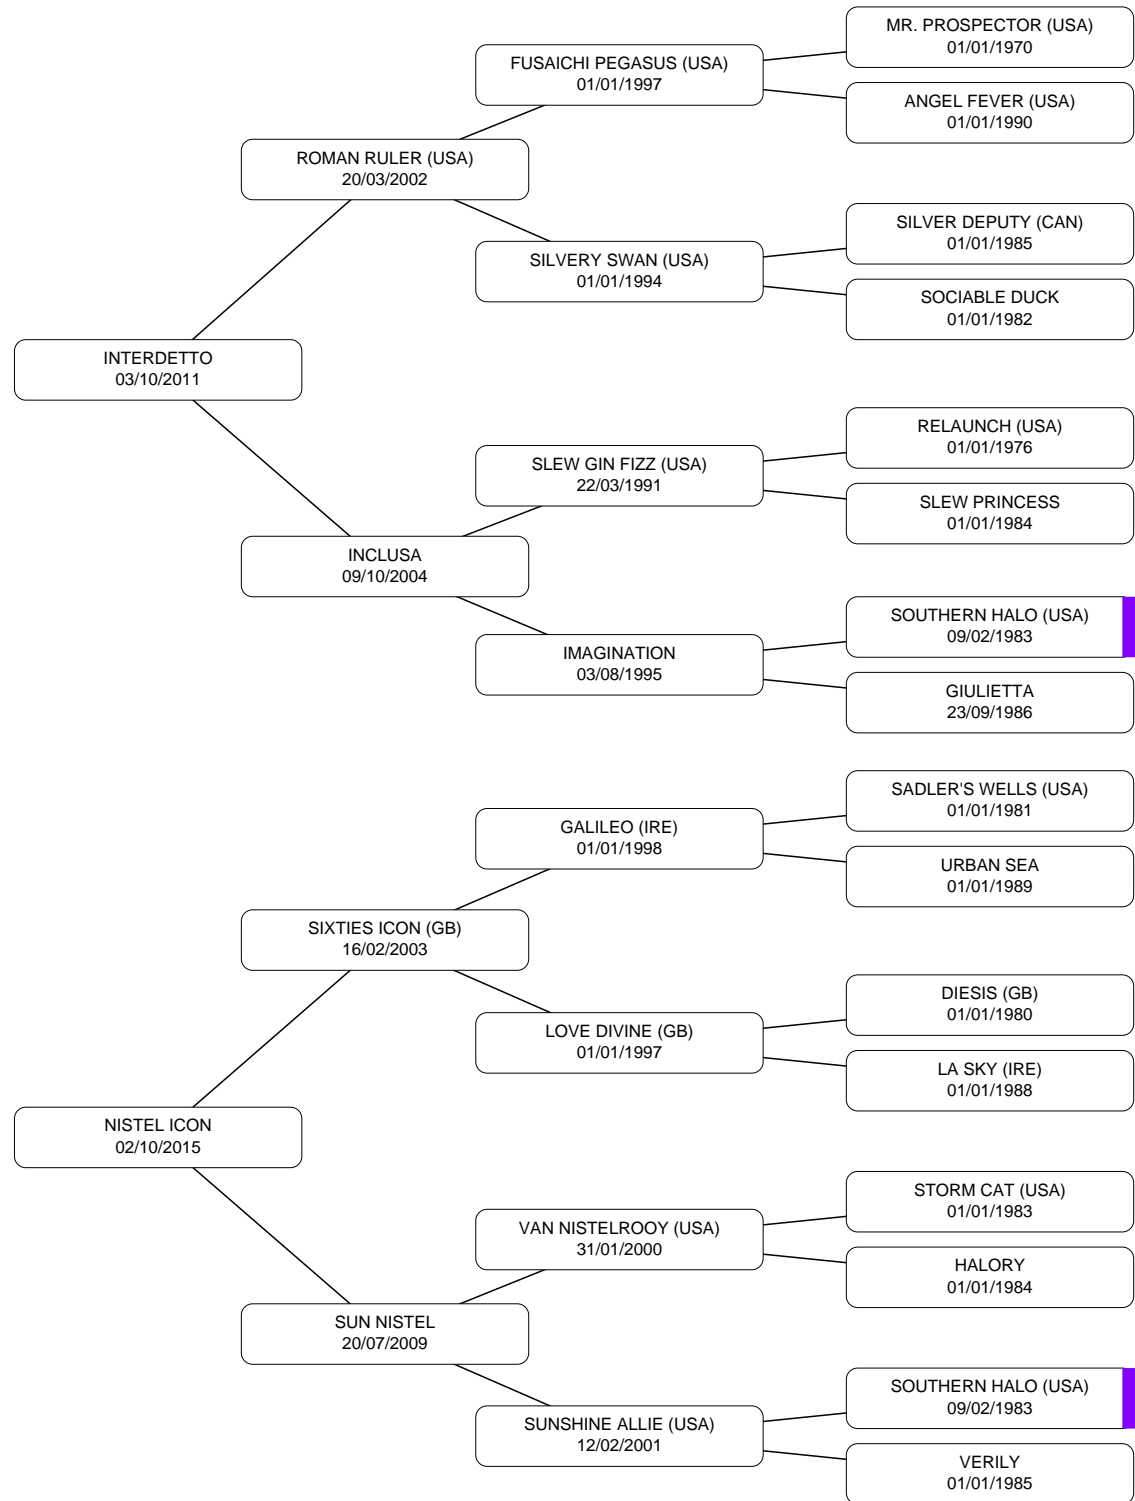 MR. PROSPECTOR (USA)
01/01/1970
FUSAICHI PEGASUS (USA)
01/01/1997
ANGEL FEVER (USA)
01/01/1990
ROMAN RULER (USA)
20/03/2002
SILVER DEPUTY (CAN)
01/01/1985
SILVERY SWAN (USA)
01/01/1994
SOCIABLE DUCK
01/01/1982
INTERDETTO
03/10/2011
RELAUNCH (USA)
01/01/1976
SLEW GIN FIZZ (USA)
22/03/1991
SLEW PRINCESS
01/01/1984
INCLUSA
09/10/2004
SOUTHERN HALO (USA)
09/02/1983
IMAGINATION
03/08/1995
GIULIETTA
23/09/1986
SADLER'S WELLS (USA)
01/01/1981
GALILEO (IRE)
01/01/1998
URBAN SEA
01/01/1989
SIXTIES ICON (GB)
16/02/2003
DIESIS (GB)
01/01/1980
LOVE DIVINE (GB)
01/01/1997
LA SKY (IRE)
01/01/1988
NISTEL ICON
02/10/2015
STORM CAT (USA)
01/01/1983
VAN NISTELROOY (USA)
31/01/2000
HALORY
01/01/1984
SUN NISTEL
20/07/2009
SOUTHERN HALO (USA)
09/02/1983
SUNSHINE ALLIE (USA)
12/02/2001
VERILY
01/01/1985